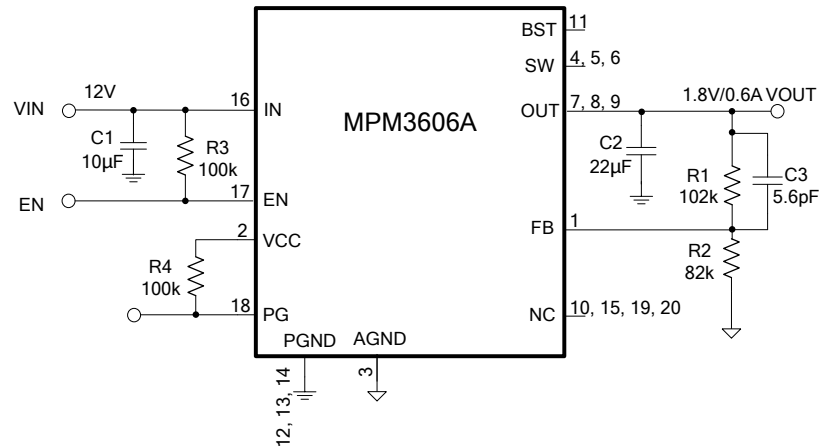 BST
11
SW
4, 5, 6
VIN
12V
16
IN
MPM3606A
OUT
7, 8, 9
1.8V/0.6A VOUT
C1
10µF
R3
100k
C2
22µF
R1
102k
C3
5.6pF
EN
17
EN
2
VCC
FB
1
R4
100k
R2
82k
18
PG
NC
10, 15, 19, 20
PGND
AGND
12, 13, 14
3